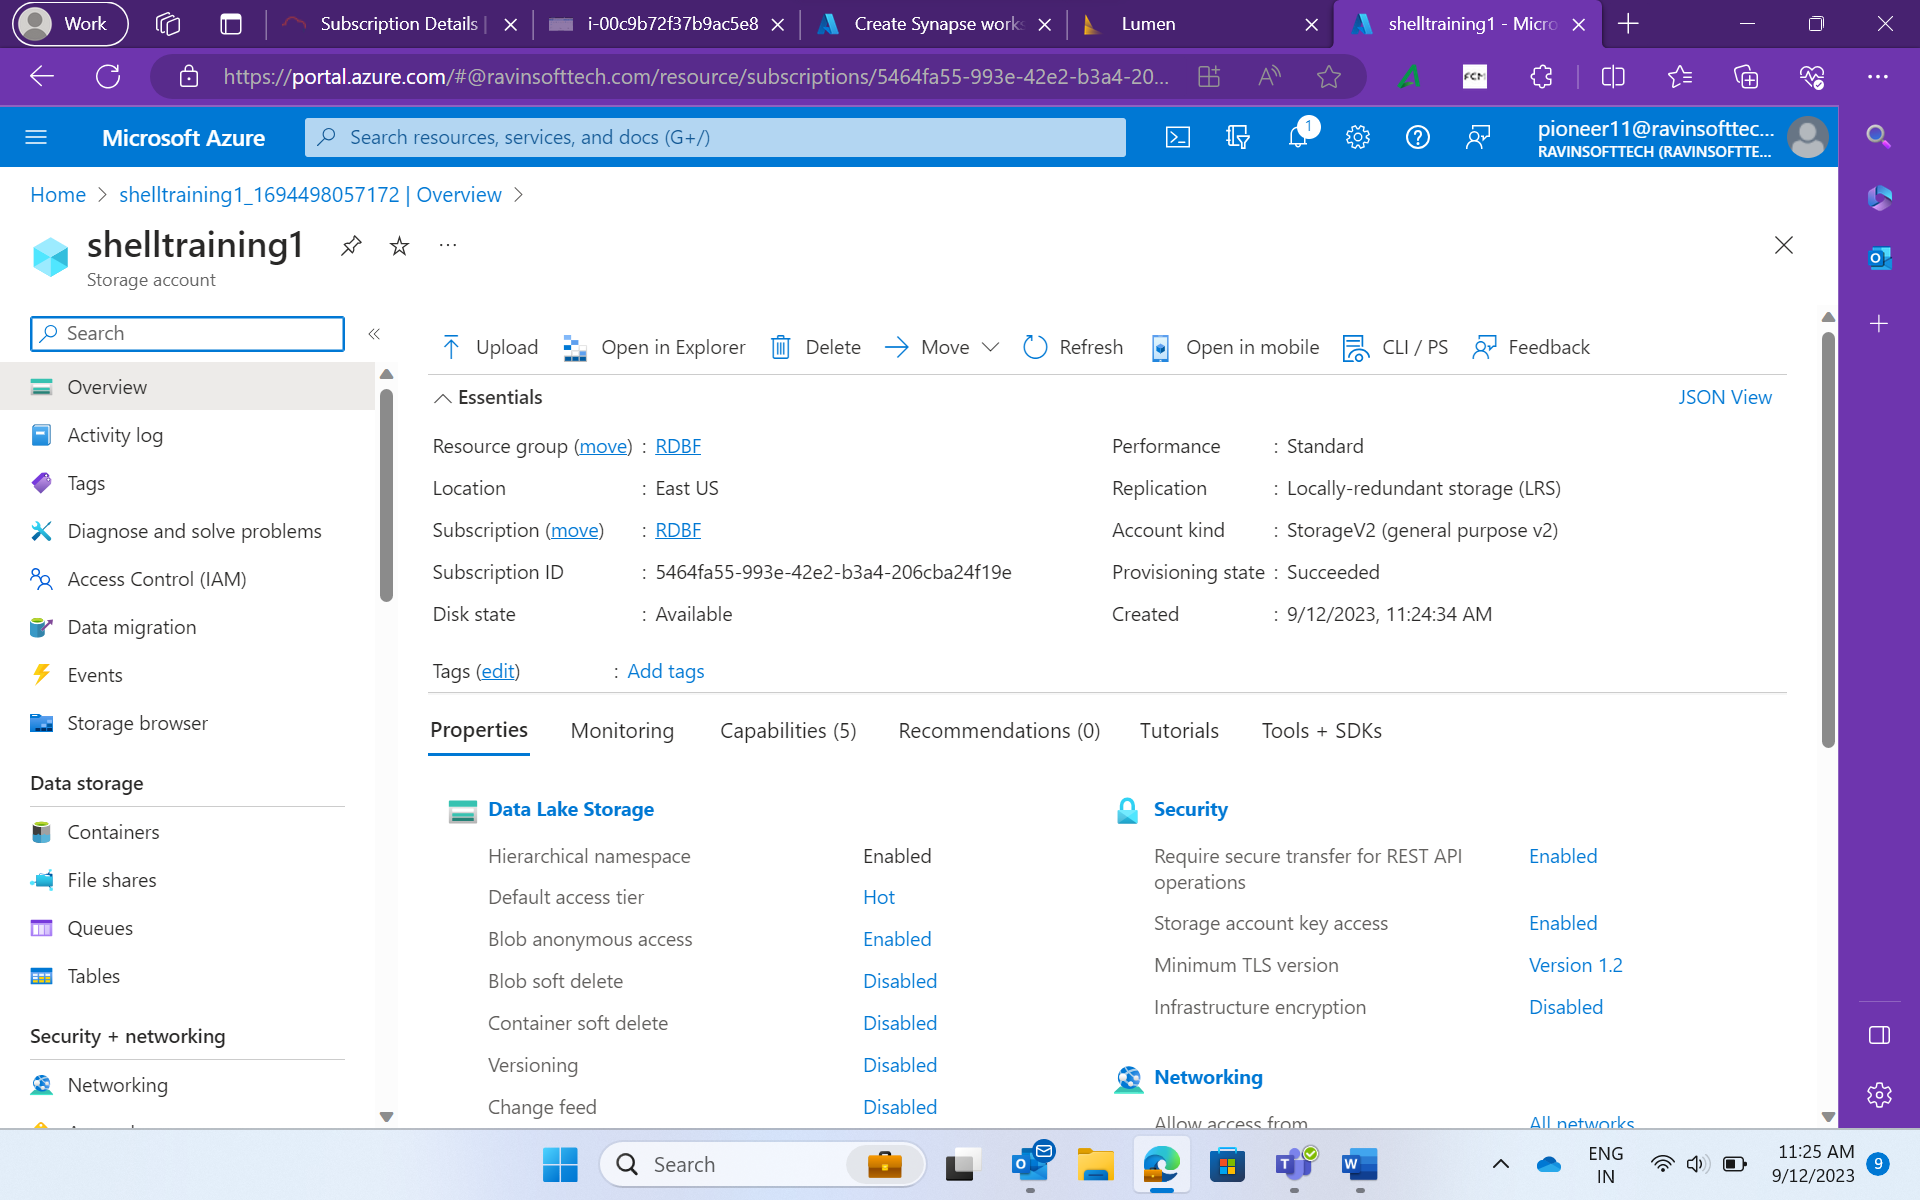 Work
Subscription Details |
i-00c9b72f37b9ac5e8
Create Synapse works
Lumen
shelltraining1 - Micro
https://portal.azure.com/#@ravinsofttech.com/resource/subscriptions/5464fa55-993e-42e2-b3a4-20...
FCM
Microsoft Azure
Search resources, services, and docs (G+/)
1
pioneer11@ravinsofttec...
RAVINSOFTTECH (RAVINSOFTTE...
Home > shelltraining1_1694498057172 | Overview >
shelltraining1
Storage account
Search
Upload Open in Explorer Delete Move Refresh Open in mobile CLI / PS Feedback
Overview
Activity log
Tags
Diagnose and solve problems
Access Control (IAM)
Data migration
Events
Storage browser
Data storage
Containers
File shares
Queues
Tables
Security + networking
Networking
Essentials
JSON View
Resource group (move) : RDBF
Location : East US
Subscription (move) : RDBF
Subscription ID : 5464fa55-993e-42e2-b3a4-206cba24f19e
Disk state : Available
Performance : Standard
Replication : Locally-redundant storage (LRS)
Account kind : StorageV2 (general purpose v2)
Provisioning state : Succeeded
Created : 9/12/2023, 11:24:34 AM
Tags (edit) : Add tags
Properties Monitoring Capabilities (5) Recommendations (0) Tutorials Tools + SDKs
Data Lake Storage
Hierarchical namespace Enabled
Default access tier Hot
Blob anonymous access Enabled
Blob soft delete Disabled
Container soft delete Disabled
Versioning Disabled
Change feed Disabled
Security
Require secure transfer for REST API Enabled
operations
Storage account key access Enabled
Minimum TLS version Version 1.2
Infrastructure encryption Disabled
Networking
Allow access from All networks
Search
ENG
IN
11:25 AM
9/12/2023
9